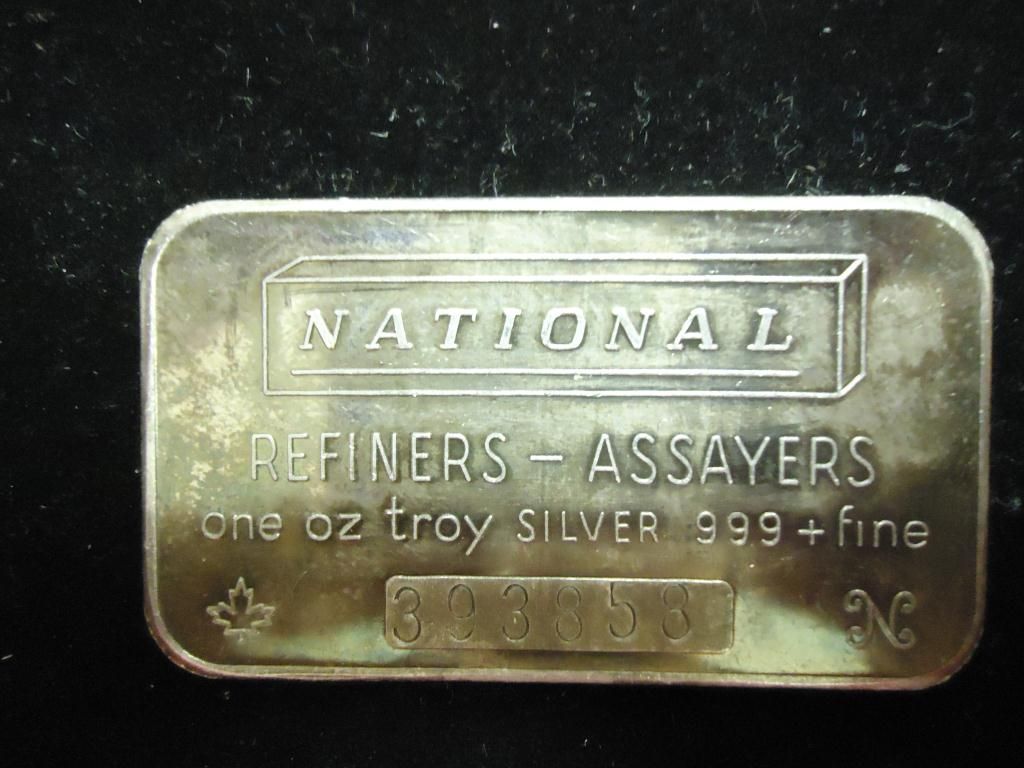 NATIONAL
REFINERS – ASSAYERS
one oz troy SILVER 999+fine
393858
N